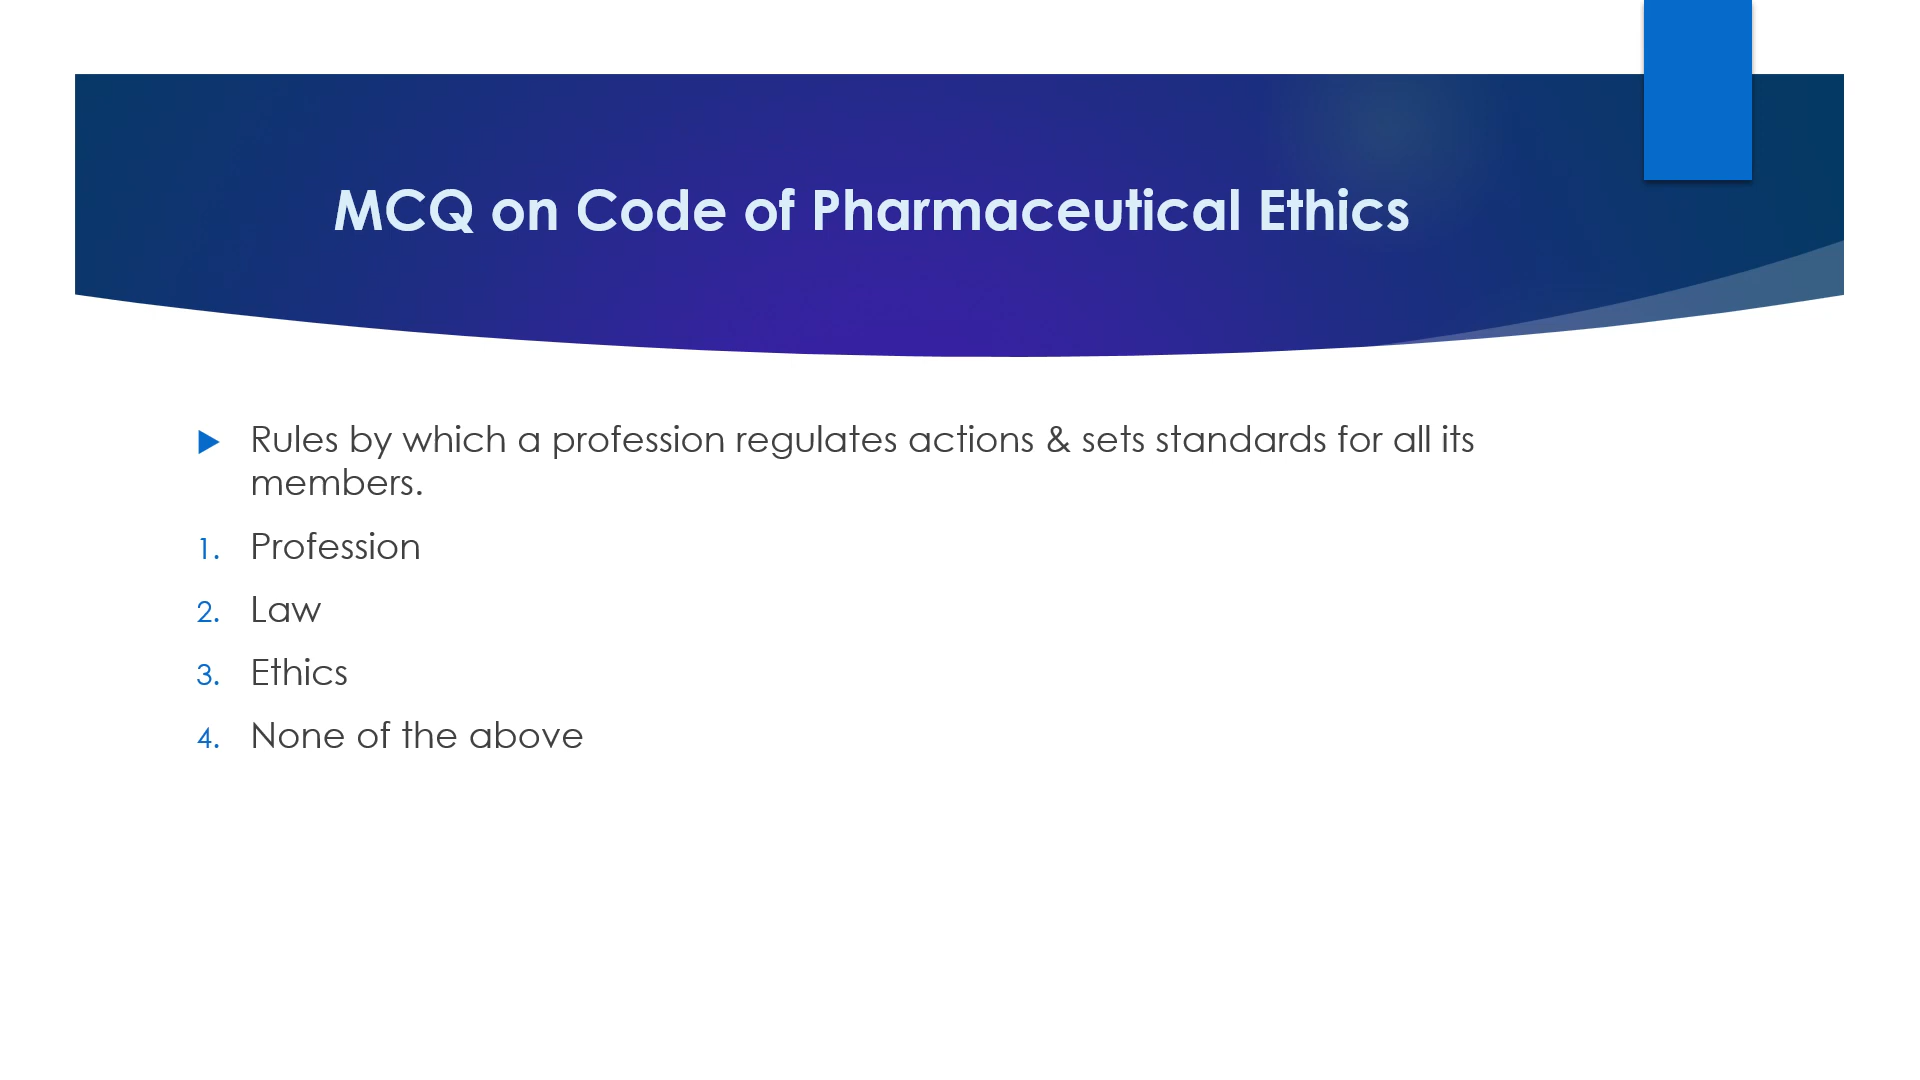 MCQ on Code of Pharmaceutical Ethics
Rules by which a profession regulates actions & sets standards for all its
members.
1. Profession
2. Law
3. Ethics
4. None of the above